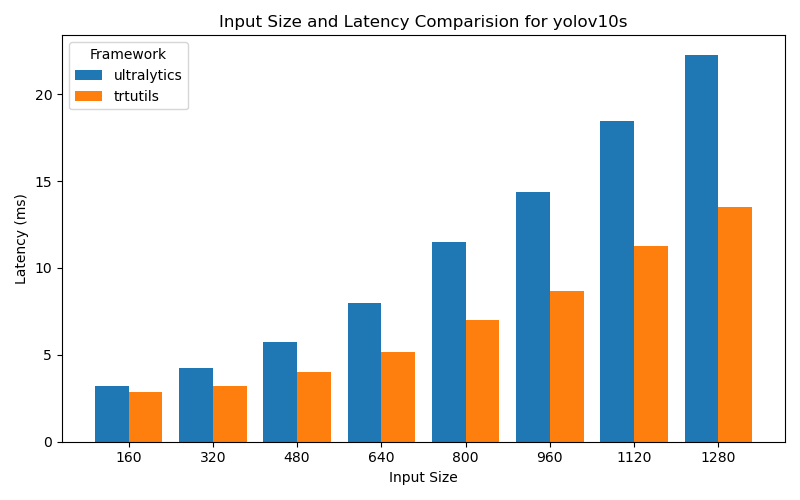 Input Size and Latency Comparision for yolov10s
Framework
ultralytics
trtutils
Latency (ms)
20
15
10
5
0
160 320 480 640 800 960 1120 1280
Input Size